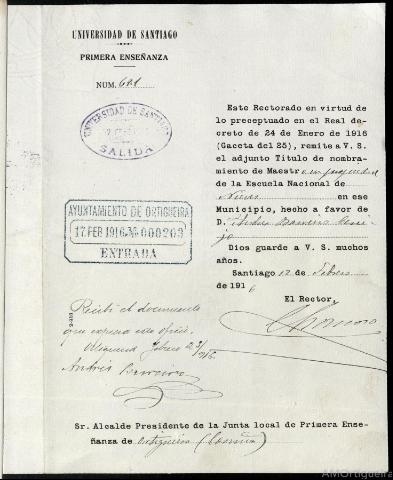 UNIVERSIDAD DE SANTIAGO
PRIMERA ENSEÑANZA
NUM. 601
UNIVERSIDAD DE SANTIAGO
SALIDA
Este Rectorado en virtud de
lo preceptuado en el Real de-
creto de 24 de Enero de 1916
(Gaceta del 25), remite a V. S.
el adjunto Título de nombra-
miento de Maestro en propiedad
de la Escuela Nacional de
en ese
Municipio, hecho a favor de
D.
Dios guarde a V. S. muchos
años.
Santiago 12 de Febrero
de 1916
El Rector,
AYUNTAMIENTO DE ORTIGUEIRA
17 FEB 1916 000203
ENTRADA
Recibí el documento
que expresa este oficio.
Febrero 23/916
Andrés Barreiro
Sr. Alcalde Presidente de la Junta local de Primera Ense-
ñanza de Ortigueira (Coruña)
AMOrtigueira